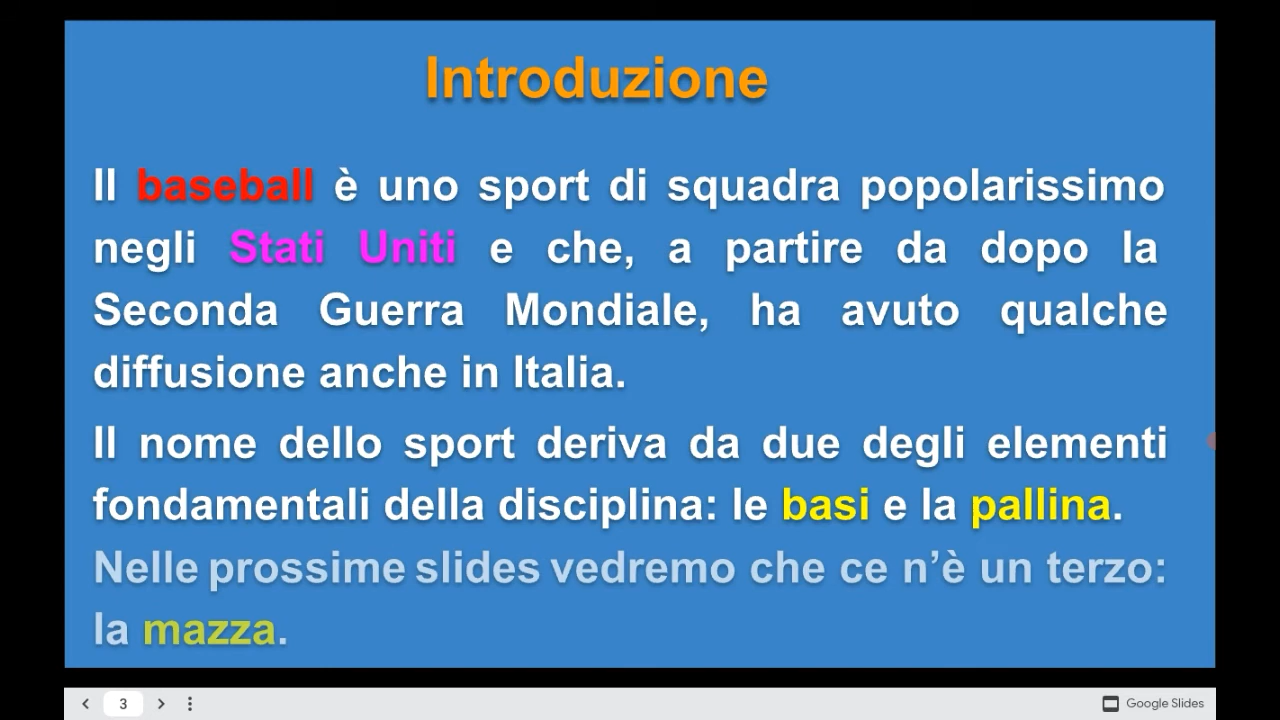 Introduzione
Il baseball è uno sport di squadra popolarissimo
negli Stati Uniti e che, a partire da dopo la
Seconda Guerra Mondiale, ha avuto qualche
diffusione anche in Italia.
Il nome dello sport deriva da due degli elementi
fondamentali della disciplina: le basi e la pallina.
Nelle prossime slides vedremo che ce n’è un terzo:
la mazza.
3
Google Slides